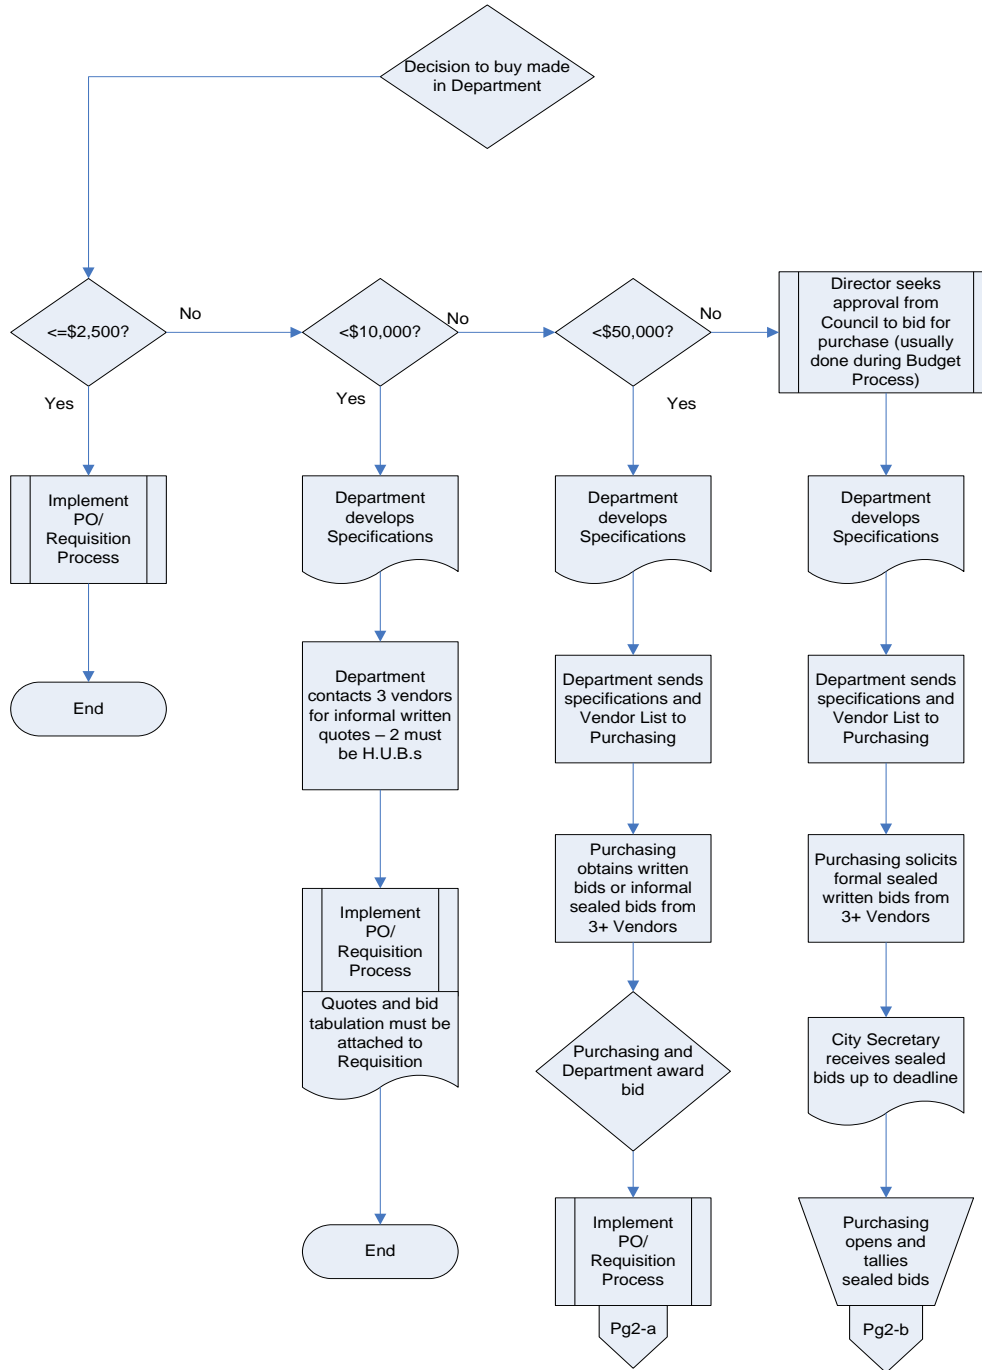 Decision to buy made
in Department
<=$2,500?
No
<$10,000?
No
<$50,000?
No
Director seeks
approval from
Council to bid for
purchase (usually
done during Budget
Process)
Yes
Yes
Yes
Implement
PO/
Requisition
Process
Department
develops
Specifications
Department
develops
Specifications
Department
develops
Specifications
End
Department
contacts 3 vendors
for informal written
quotes – 2 must
be H.U.B.s
Department sends
specifications and
Vendor List to
Purchasing
Department sends
specifications and
Vendor List to
Purchasing
Implement
PO/
Requisition
Process
Quotes and bid
tabulation must be
attached to
Requisition
Purchasing
obtains written
bids or informal
sealed bids from
3+ Vendors
Purchasing solicits
formal sealed
written bids from
3+ Vendors
Purchasing and
Department award
bid
City Secretary
receives sealed
bids up to deadline
End
Implement
PO/
Requisition
Process
Purchasing
opens and
tallies
sealed bids
Pg2-a
Pg2-b